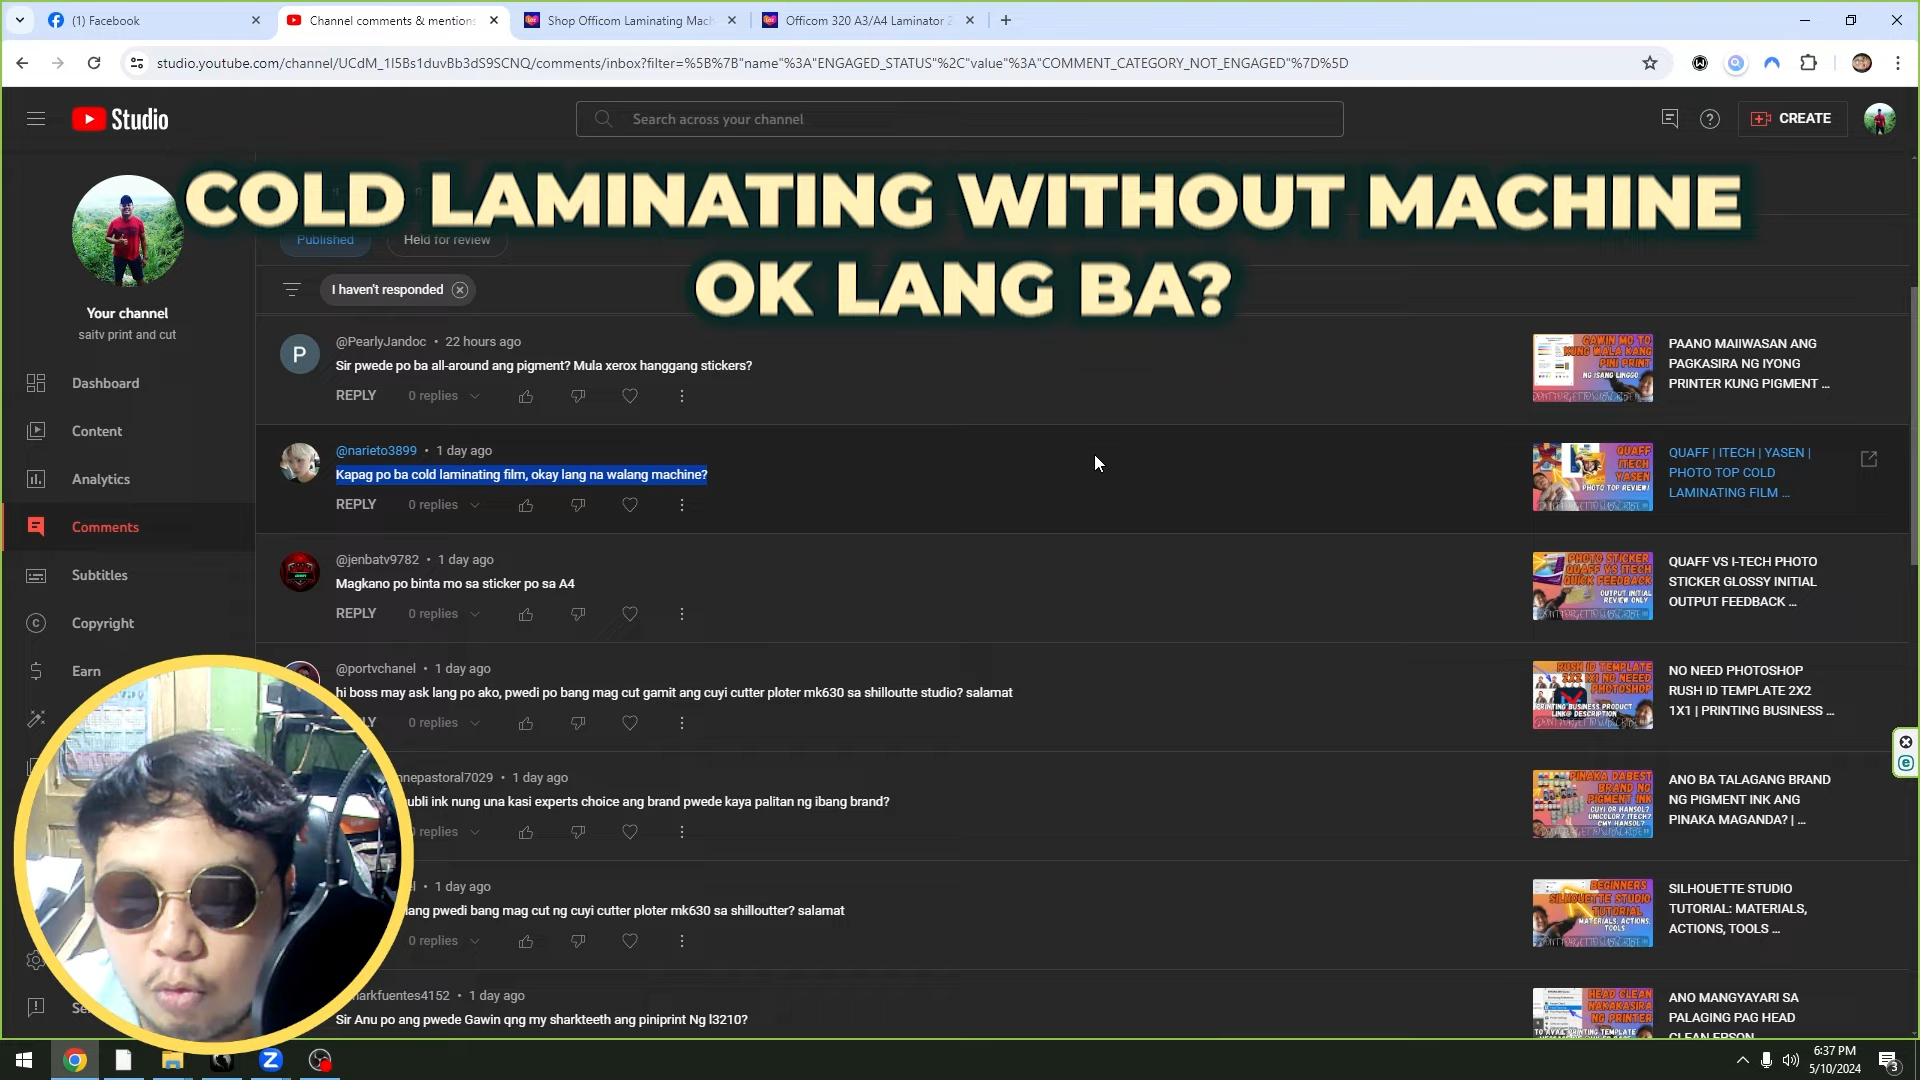 (1) Facebook
Channel comments & mentions
Shop Officom Laminating Mach
Officom 320 A3/A4 Laminator 2
studio.youtube.com/channel/UCdM_1I5Bs1duvBb3dS9SCNQ/comments/inbox?filter=%5B%7B"name"%3A"ENGAGED_STATUS"%2C"value"%3A"COMMENT_CATEGORY_NOT_ENGAGED"%7D%5D
Studio
Search across your channel
CREATE
COLD LAMINATING WITHOUT MACHINE
OK LANG BA?
Published
Held for review
I haven't responded
Your channel
saitv print and cut
Dashboard
Content
Analytics
Comments
Subtitles
Copyright
Earn
P
@PearlyJandoc • 22 hours ago
Sir pwede po ba all-around ang pigment? Mula xerox hanggang stickers?
REPLY 0 replies
PAANO MAIIWASAN ANG
PAGKASIRA NG IYONG
PRINTER KUNG PIGMENT ...
@narieto3899 • 1 day ago
Kapag po ba cold laminating film, okay lang na walang machine?
REPLY 0 replies
QUAFF | ITECH | YASEN |
PHOTO TOP COLD
LAMINATING FILM ...
@jenbatv9782 • 1 day ago
Magkano po binta mo sa sticker po sa A4
REPLY 0 replies
QUAFF VS I-TECH PHOTO
STICKER GLOSSY INITIAL
OUTPUT FEEDBACK ...
@portvchanel • 1 day ago
hi boss may ask lang po ako, pwedi po bang mag cut gamit ang cuyi cutter ploter mk630 sa shilloutte studio? salamat
0 replies
NO NEED PHOTOSHOP
RUSH ID TEMPLATE 2X2
1X1 | PRINTING BUSINESS ...
nnepastoral7029 • 1 day ago
ubli ink nung una kasi experts choice ang brand pwede kaya palitan ng ibang brand?
replies
ANO BA TALAGANG BRAND
NG PIGMENT INK ANG
PINAKA MAGANDA? | ...
• 1 day ago
lang pwedi bang mag cut ng cuyi cutter ploter mk630 sa shilloutter? salamat
0 replies
SILHOUETTE STUDIO
TUTORIAL: MATERIALS,
ACTIONS, TOOLS ...
arkfuentes4152 • 1 day ago
Sir Anu po ang pwede Gawin qng my sharkteeth ang piniprint Ng l3210?
ANO MANGYAYARI SA
PALAGING PAG HEAD
CLEAN EPSON
6:37 PM
5/10/2024
3